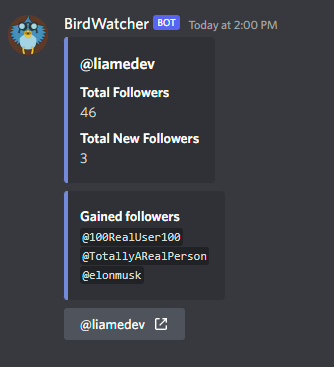 BirdWatcher BOT Today at 2:00 PM
@liamedev
Total Followers
46
Total New Followers
3
Gained followers
@100RealUser100
@TotallyARealPerson
@elonmusk
@liamedev